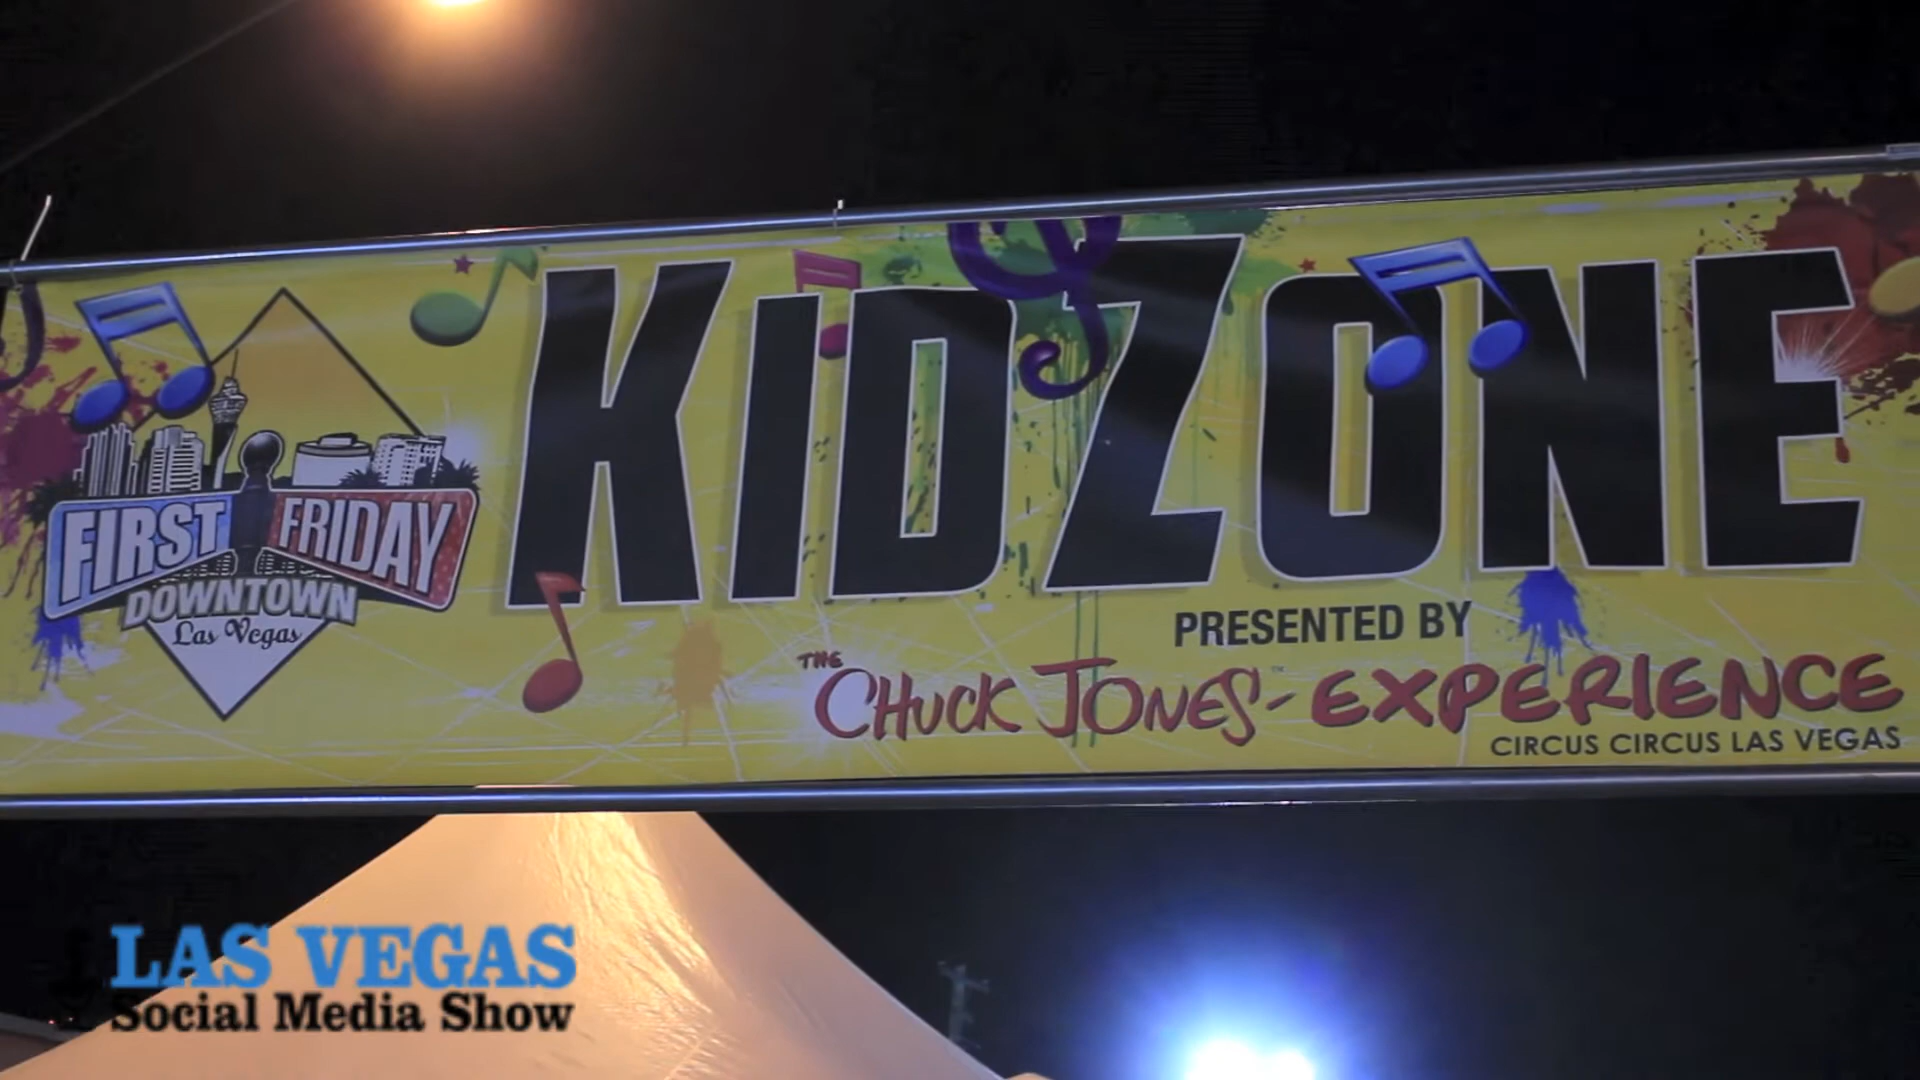 KIDZONE
FIRST FRIDAY
DOWNTOWN
Las Vegas
PRESENTED BY
THE CHUCK JONES™ EXPERIENCE
CIRCUS CIRCUS LAS VEGAS
LAS VEGAS
Social Media Show